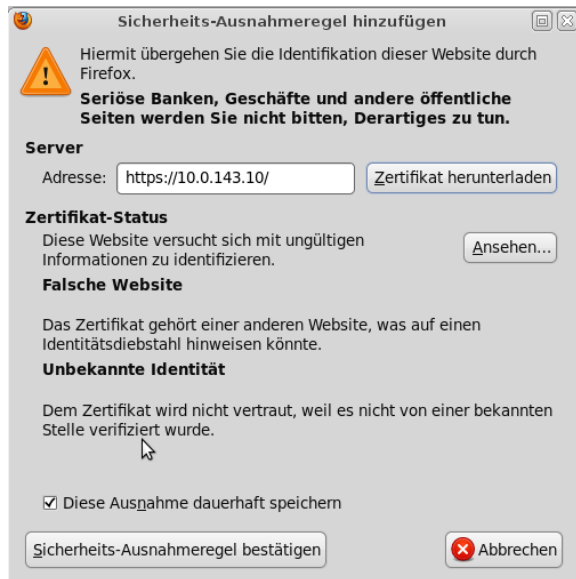 Sicherheits-Ausnahmeregel hinzufügen
Hiermit übergehen Sie die Identifikation dieser Website durch
Firefox.
Seriöse Banken, Geschäfte und andere öffentliche
Seiten werden Sie nicht bitten, Derartiges zu tun.
Server
Adresse: https://10.0.143.10/ Zertifikat herunterladen
Zertifikat-Status
Diese Website versucht sich mit ungültigen
Informationen zu identifizieren.
Ansehen...
Falsche Website
Das Zertifikat gehört einer anderen Website, was auf einen
Identitätsdiebstahl hinweisen könnte.
Unbekannte Identität
Dem Zertifikat wird nicht vertraut, weil es nicht von einer bekannten
Stelle verifiziert wurde.
Diese Ausnahme dauerhaft speichern
Sicherheits-Ausnahmeregel bestätigen Abbrechen